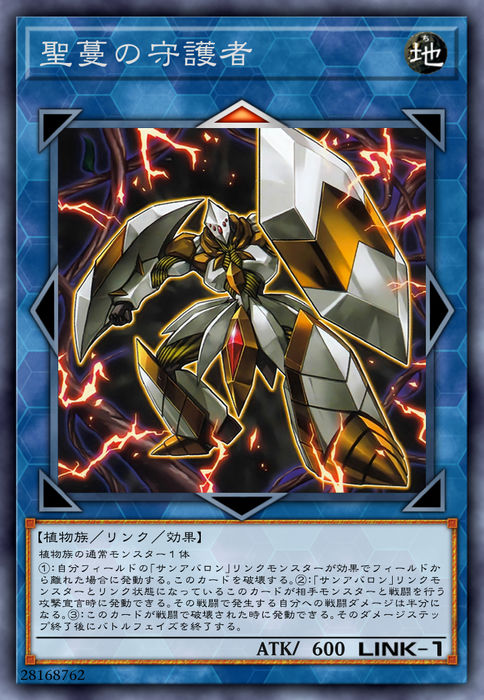 聖蔓の守護者
ち
地
【植物族／リンク／効果】
植物族の通常モンスター１体
①：自分フィールドの「サンアバロン」リンクモンスターが効果でフィールド
から離れた場合に発動する。このカードを破壊する。②：「サンアバロン」リンクモ
ンスターとリンク状態になっているこのカードが相手モンスターと戦闘を行う
攻撃宣言時に発動できる。その戦闘で発生する自分への戦闘ダメージは半分に
なる。③：このカードが戦闘で破壊された時に発動できる。そのダメージステッ
プ終了後にバトルフェイズを終了する。
ATK/ 600 LINK-1
28168762